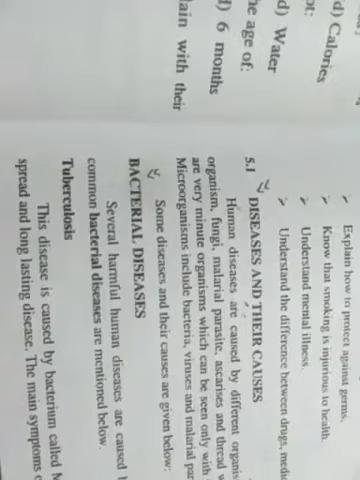 d) Calories
ot:
d) Water
he age of:
d) 6 months
lain with their
➢ Explain how to protect against germs.
➢ Know that smoking is injurious to health.
➢ Understand mental illness.
➢ Understand the difference between drugs, medi
5.1 DISEASES AND THEIR CAUSES
Human diseases are caused by different organis
organism, fungi, malarial parasite, ascarises and thread w
are very minute organisms which can be seen only with
Microorganisms include bacteria, viruses and malarial par
Some diseases and their causes are given below:
BACTERIAL DISEASES
Several harmful human diseases are caused b
common bacterial diseases are mentioned below.
Tuberculosis
This disease is caused by bacterium called M
spread and long lasting disease. The main symptoms o